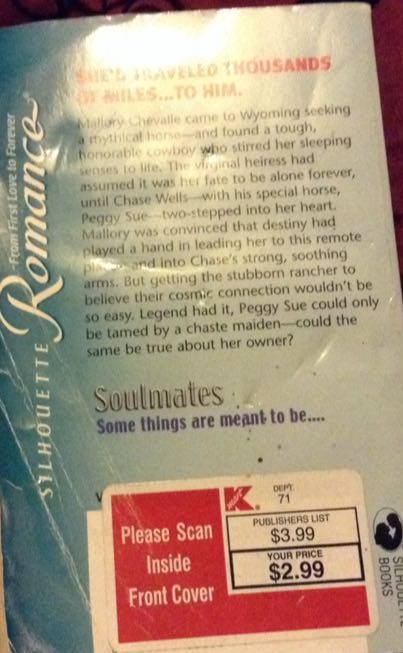 SHE'D TRAVELED THOUSANDS
OF MILES...TO HIM.
Mallory Chevalle came to Wyoming seeking
a mythical horse—and found a tough,
honorable cowboy who stirred her sleeping
senses to life. The virginal heiress had
assumed it was her fate to be alone forever,
until Chase Wells—with his special horse,
Peggy Sue—two-stepped into her heart.
Mallory was convinced that destiny had
played a hand in leading her to this remote
place and into Chase's strong, soothing
arms. But getting the stubborn rancher to
believe their cosmic connection wouldn't be
so easy. Legend had it, Peggy Sue could only
be tamed by a chaste maiden—could the
same be true about her owner?
Soulmates
Some things are meant to be....
From First Love to Forever
SILHOUETTE Romance
Please Scan
Inside
Front Cover
K
DEPT.
71
PUBLISHERS LIST
$3.99
YOUR PRICE
$2.99
SILHOUETTE
BOOKS